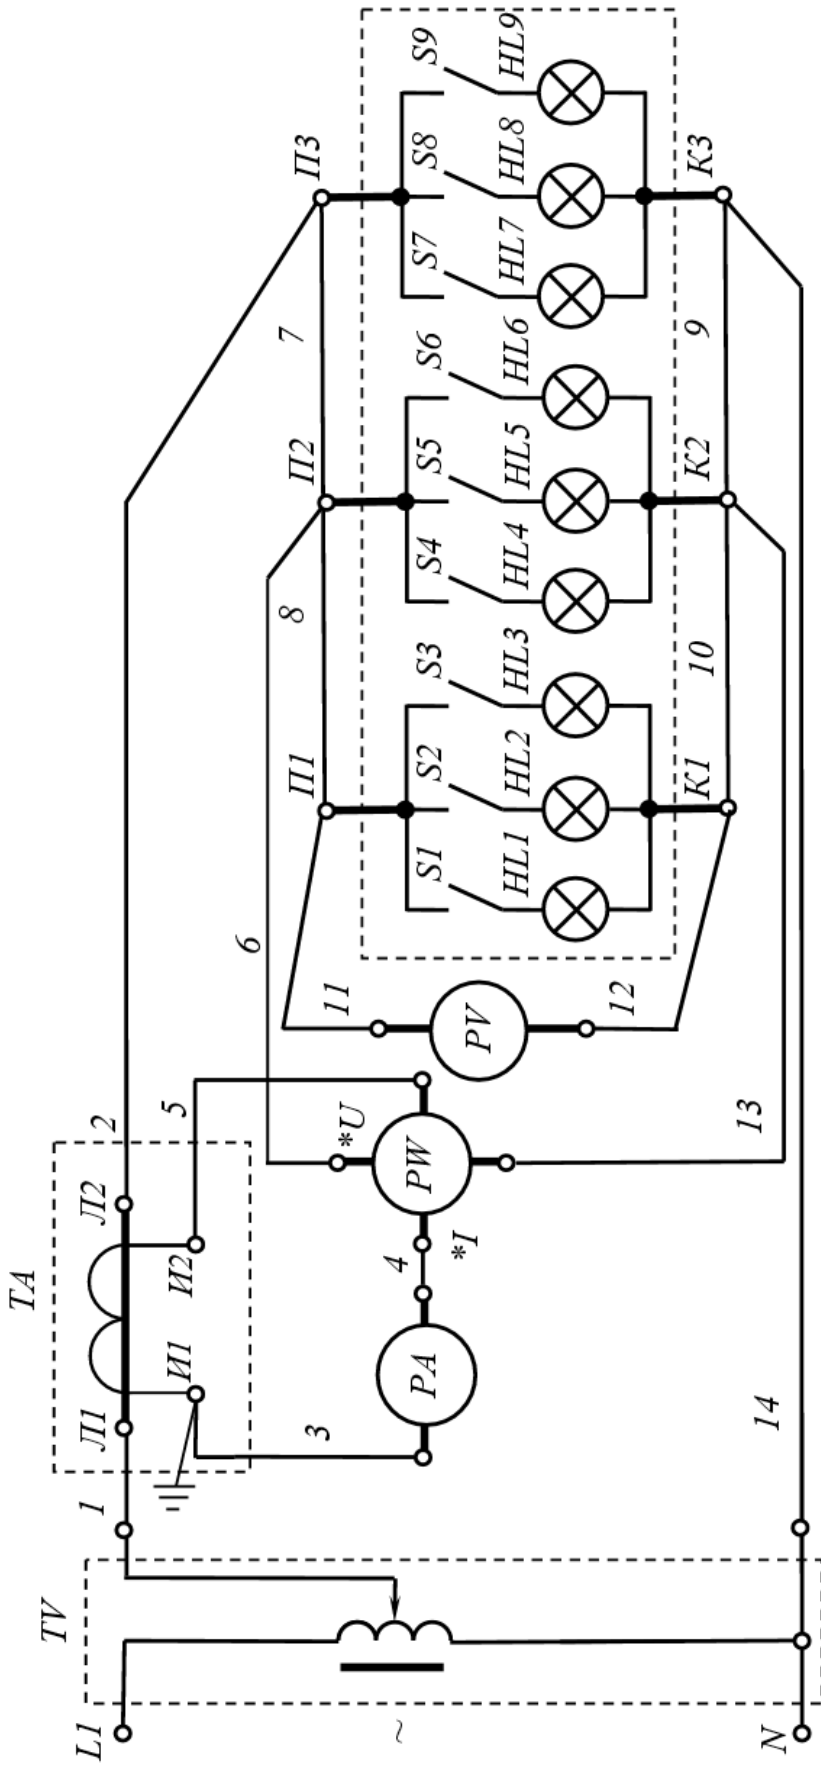 TV
TA
L1
1
Л1
Л2
2
И1
И2
3
5
PA
4
*I
PW
*U
6
PV
11
12
13
14
~
N
П1
8
П2
7
П3
S1
S2
S3
S4
S5
S6
S7
S8
S9
HL1
HL2
HL3
HL4
HL5
HL6
HL7
HL8
HL9
К1
10
К2
9
К3